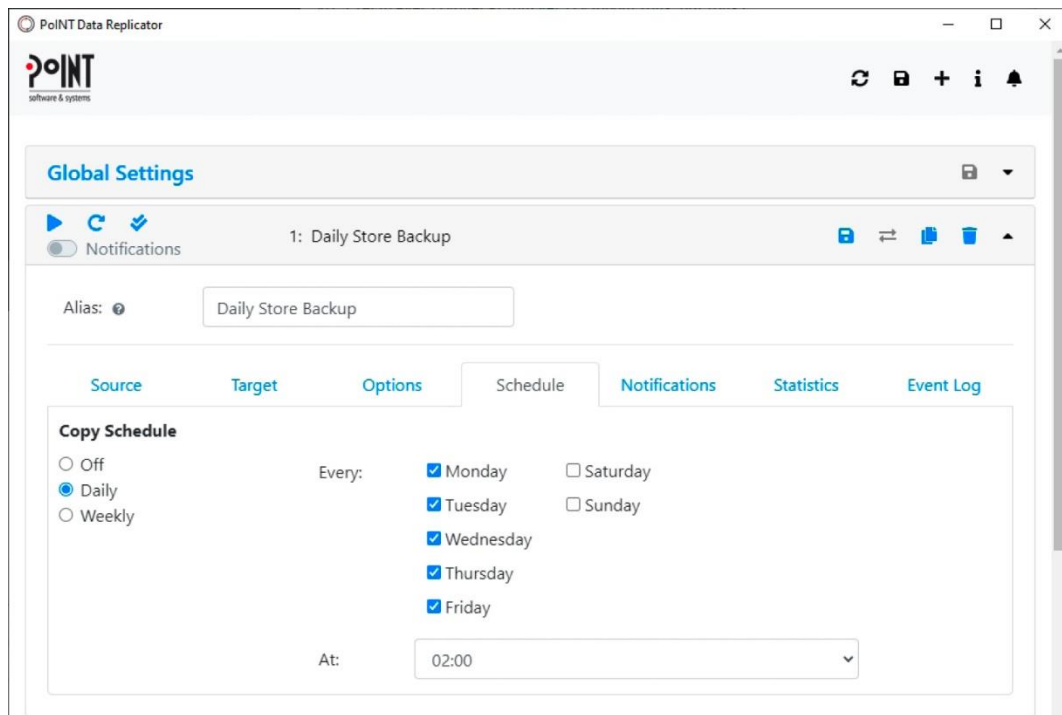 PoINT Data Replicator
PoINT
software & systems
Global Settings
Notifications
1: Daily Store Backup
Alias:
Daily Store Backup
Source Target Options Schedule Notifications Statistics Event Log
Copy Schedule
Off
Daily
Weekly
Every:
Monday Saturday
Tuesday Sunday
Wednesday
Thursday
Friday
At: 02:00